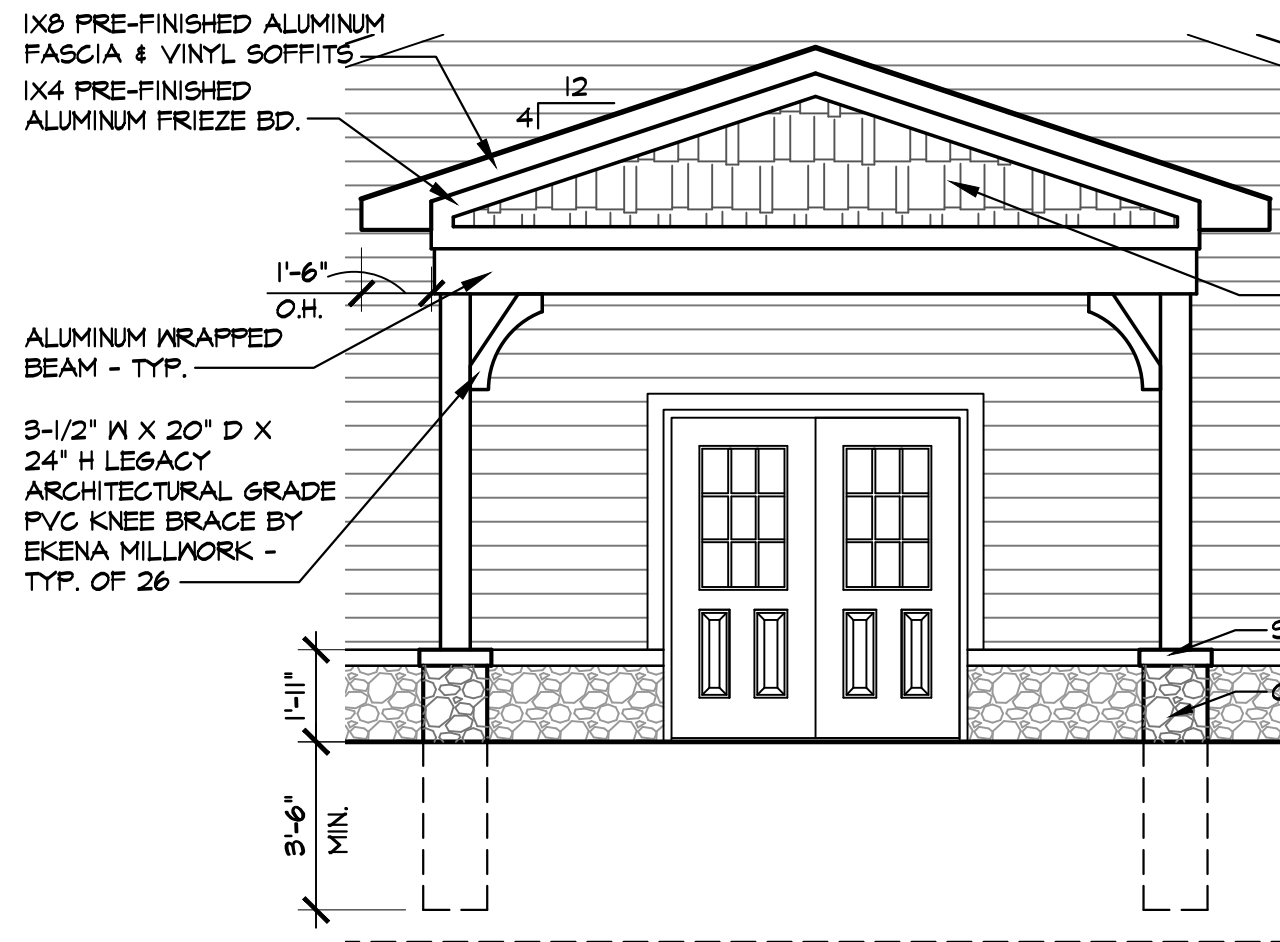 1X8 PRE-FINISHED ALUMINUM
FASCIA & VINYL SOFFITS
1X4 PRE-FINISHED
ALUMINUM FRIEZE BD.
12
4
1'-6"
O.H.
ALUMINUM WRAPPED
BEAM - TYP.
3-1/2" W X 20" D X
24" H LEGACY
ARCHITECTURAL GRADE
PVC KNEE BRACE BY
EKENA MILLWORK -
TYP. OF 26
1'-11"
3'-6"
MIN.